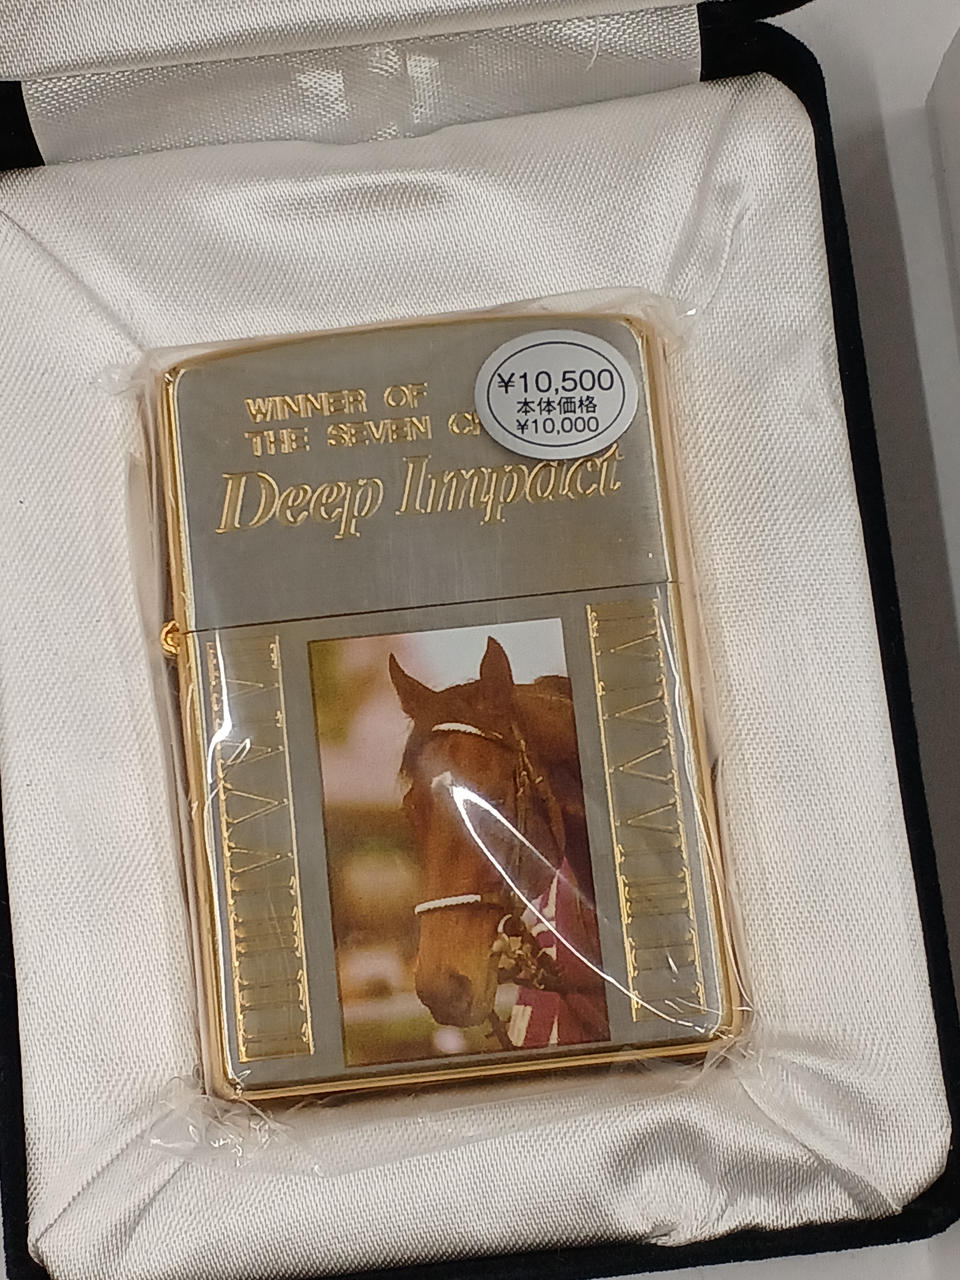 WINNER OF
THE SEVEN
Deep Impact
¥10,500
本体価格
¥10,000